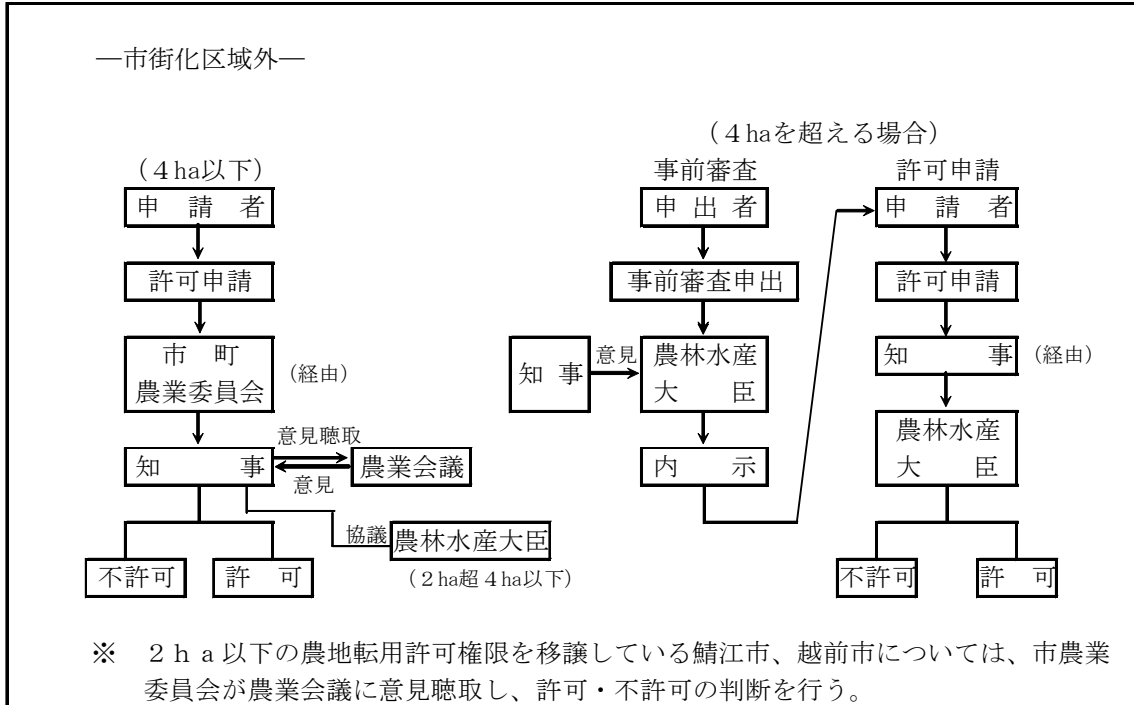 ―市街化区域外―
（４ha以下）
申　請　者
許可申請
市　町
農業委員会
（経由）
知　　事
意見聴取
意見
農業会議
協議
農林水産大臣
（２ha超４ha以下）
不許可
許　可
（４haを超える場合）
事前審査
申　出　者
事前審査申出
知　事
意見
農林水産
大　　臣
内　　示
許可申請
申　請　者
許可申請
知　　事
（経由）
農林水産
大　　臣
不許可
許　可
※　２ｈａ以下の農地転用許可権限を移譲している鯖江市、越前市については、市農業
委員会が農業会議に意見聴取し、許可・不許可の判断を行う。